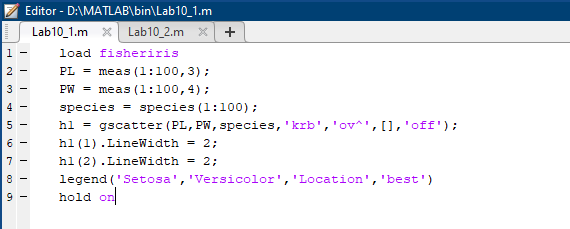 Editor - D:\MATLAB\bin\Lab10_1.m
Lab10_1.m × Lab10_2.m × +
1 - load fisheriris
2 - PL = meas(1:100,3);
3 - PW = meas(1:100,4);
4 - species = species(1:100);
5 - h1 = gscatter(PL,PW,species,'krb','ov^',[],'off');
6 - h1(1).LineWidth = 2;
7 - h1(2).LineWidth = 2;
8 - legend('Setosa','Versicolor','Location','best')
9 - hold on